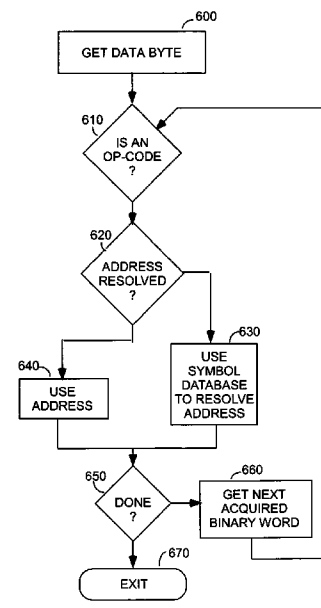 600
GET DATA BYTE
610
IS AN
OP-CODE
?
620
ADDRESS
RESOLVED
?
630
USE
SYMBOL
DATABASE
TO RESOLVE
ADDRESS
640
USE
ADDRESS
650
DONE
?
660
GET NEXT
ACQUIRED
BINARY WORD
670
EXIT